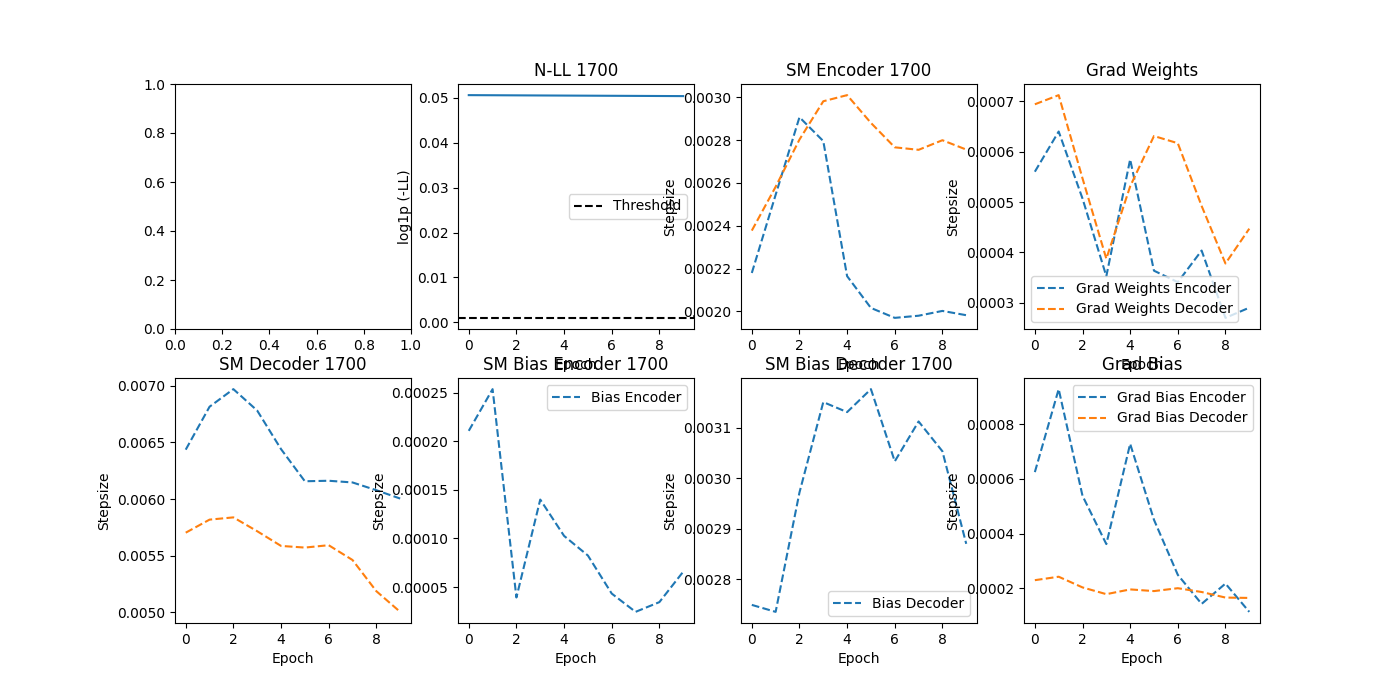 N-LL 1700
SM Encoder 1700
Grad Weights
1.0
0.8
0.6
0.4
0.2
0.0
0.0 0.2 0.4 0.6 0.8 1.0
log1p (-LL)
0.05
0.04
0.03
0.02
0.01
0.00
Threshold
0 2 4 6 8
Epoch
Stepsize
0.0030
0.0028
0.0026
0.0024
0.0022
0.0020
0 2 4 6 8
Epoch
Stepsize
0.0007
0.0006
0.0005
0.0004
0.0003
Grad Weights Encoder
Grad Weights Decoder
0 2 4 6 8
Epoch
SM Decoder 1700
SM Bias Encoder 1700
SM Bias Decoder 1700
Grad Bias
Stepsize
0.0070
0.0065
0.0060
0.0055
0.0050
0 2 4 6 8
Epoch
Stepsize
0.00025
0.00020
0.00015
0.00010
0.00005
Bias Encoder
0 2 4 6 8
Epoch
Stepsize
0.0031
0.0030
0.0029
0.0028
Bias Decoder
0 2 4 6 8
Epoch
Stepsize
0.0008
0.0006
0.0004
0.0002
Grad Bias Encoder
Grad Bias Decoder
0 2 4 6 8
Epoch